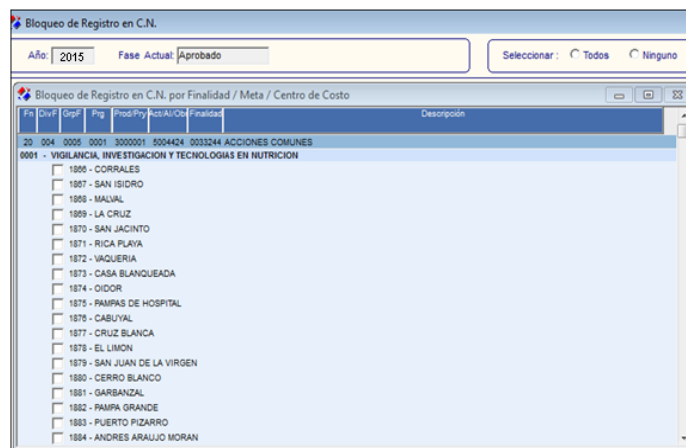 Bloqueo de Registro en C.N.
Año: 2015 Fase Actual: Aprobado Seleccionar : Todos Ninguno
Bloqueo de Registro en C.N. por Finalidad / Meta / Centro de Costo
Fn DivF GrpF Prg Prod/Pry Act/AI/Obr Finalidad Descripción
20 004 0005 0001 3000001 5004424 0033244 ACCIONES COMUNES
0001 - VIGILANCIA, INVESTIGACION Y TECNOLOGIAS EN NUTRICION
1866 - CORRALES
1867 - SAN ISIDRO
1868 - MALVAL
1869 - LA CRUZ
1870 - SAN JACINTO
1871 - RICA PLAYA
1872 - VAQUERIA
1873 - CASA BLANQUEADA
1874 - OIDOR
1875 - PAMPAS DE HOSPITAL
1876 - CABUYAL
1877 - CRUZ BLANCA
1878 - EL LIMON
1879 - SAN JUAN DE LA VIRGEN
1880 - CERRO BLANCO
1881 - GARBANZAL
1882 - PAMPA GRANDE
1883 - PUERTO PIZARRO
1884 - ANDRES ARAUJO MORAN